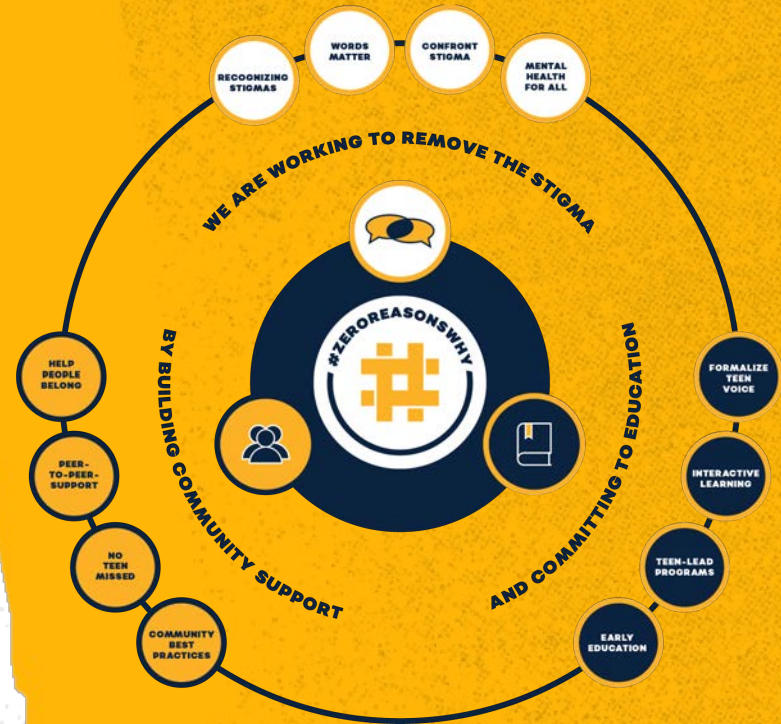 RECOGNIZING
STIGMAS
WORDS
MATTER
CONFRONT
STIGMA
MENTAL
HEALTH
FOR ALL
WE ARE WORKING TO REMOVE THE STIGMA
#ZEROREASONSWHY
BY BUILDING COMMUNITY SUPPORT
AND COMMITTING TO EDUCATION
HELP
PEOPLE
BELONG
PEER-
TO-PEER-
SUPPORT
NO
TEEN
MISSED
COMMUNITY
BEST
PRACTICES
FORMALIZE
TEEN
VOICE
INTERACTIVE
LEARNING
TEEN-LEAD
PROGRAMS
EARLY
EDUCATION